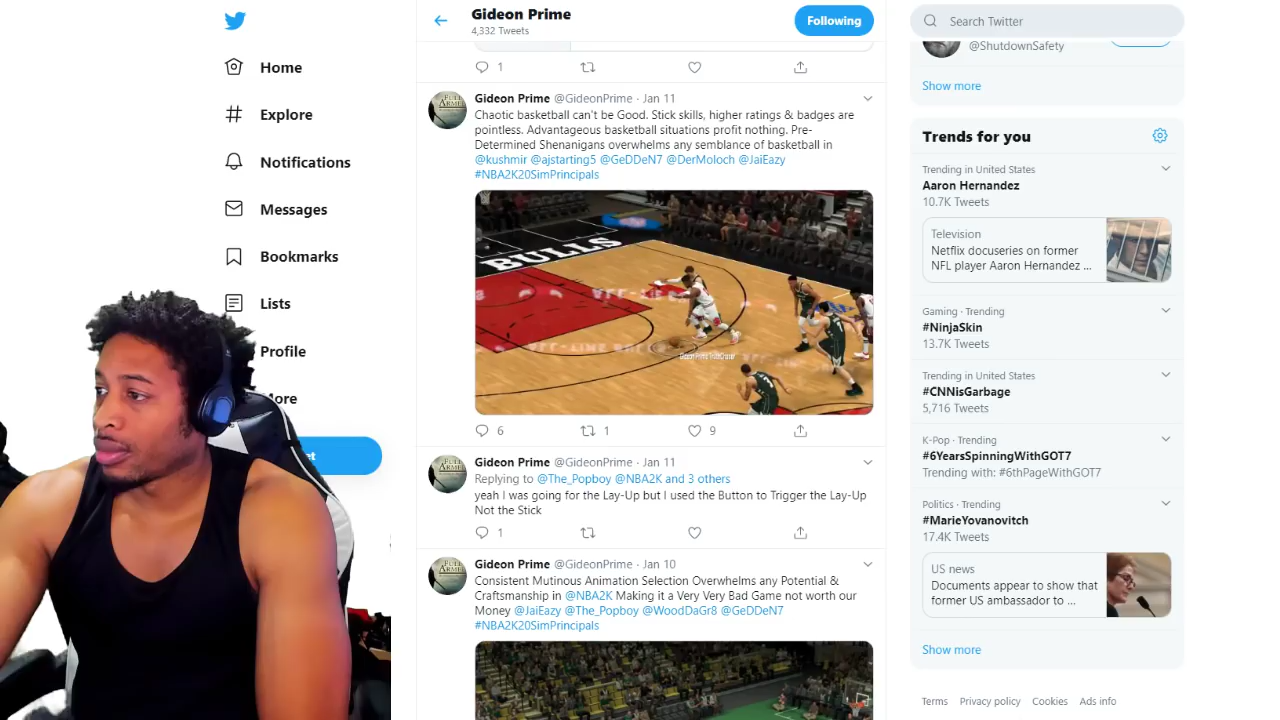 Home
Explore
Notifications
Messages
Bookmarks
Lists
Profile
More
Gideon Prime
4,332 Tweets
Following
1
Gideon Prime @GideonPrime · Jan 11
Chaotic basketball can't be Good. Stick skills, higher ratings & badges are
pointless. Advantageous basketball situations profit nothing. Pre-
Determined Shenanigans overwhelms any semblance of basketball in
@kushmir @ajstarting5 @GeDDeN7 @DerMoloch @JaiEazy
#NBA2K20SimPrincipals
BULLS
6 1 9
Gideon Prime @GideonPrime · Jan 11
Replying to @The_Popboy @NBA2K and 3 others
yeah I was going for the Lay-Up but I used the Button to Trigger the Lay-Up
Not the Stick
1
Gideon Prime @GideonPrime · Jan 10
Consistent Mutinous Animation Selection Overwhelms any Potential &
Craftsmanship in @NBA2K Making it a Very Very Bad Game not worth our
Money @JaiEazy @The_Popboy @WoodDaGr8 @GeDDeN7
#NBA2K20SimPrincipals
Search Twitter
@ShutdownSafety
Show more
Trends for you
Trending in United States
Aaron Hernandez
10.7K Tweets
Television
Netflix docuseries on former
NFL player Aaron Hernandez ...
Gaming · Trending
#NinjaSkin
13.7K Tweets
Trending in United States
#CNNisGarbage
5,716 Tweets
K-Pop · Trending
#6YearsSpinningWithGOT7
Trending with: #6thPageWithGOT7
Politics · Trending
#MarieYovanovitch
17.4K Tweets
US news
Documents appear to show that
former US ambassador to ...
Show more
Terms Privacy policy Cookies Ads info